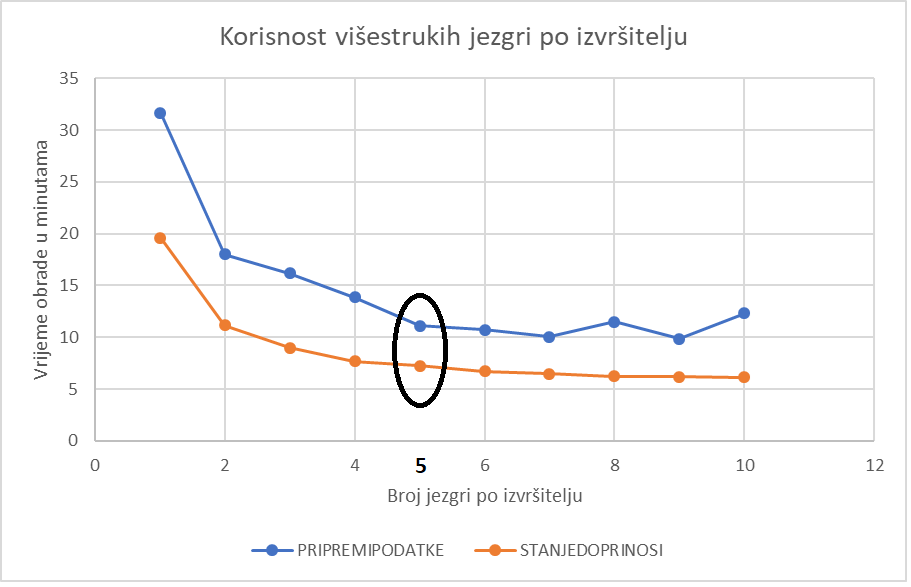 Korisnost višestrukih jezgri po izvršitelju
Vrijeme obrade u minutama
35
30
25
20
15
10
5
0
0 2 4 5 6 8 10 12
Broj jezgri po izvršitelju
PRIPREMIPODATKE STANJEDOPRINOSI